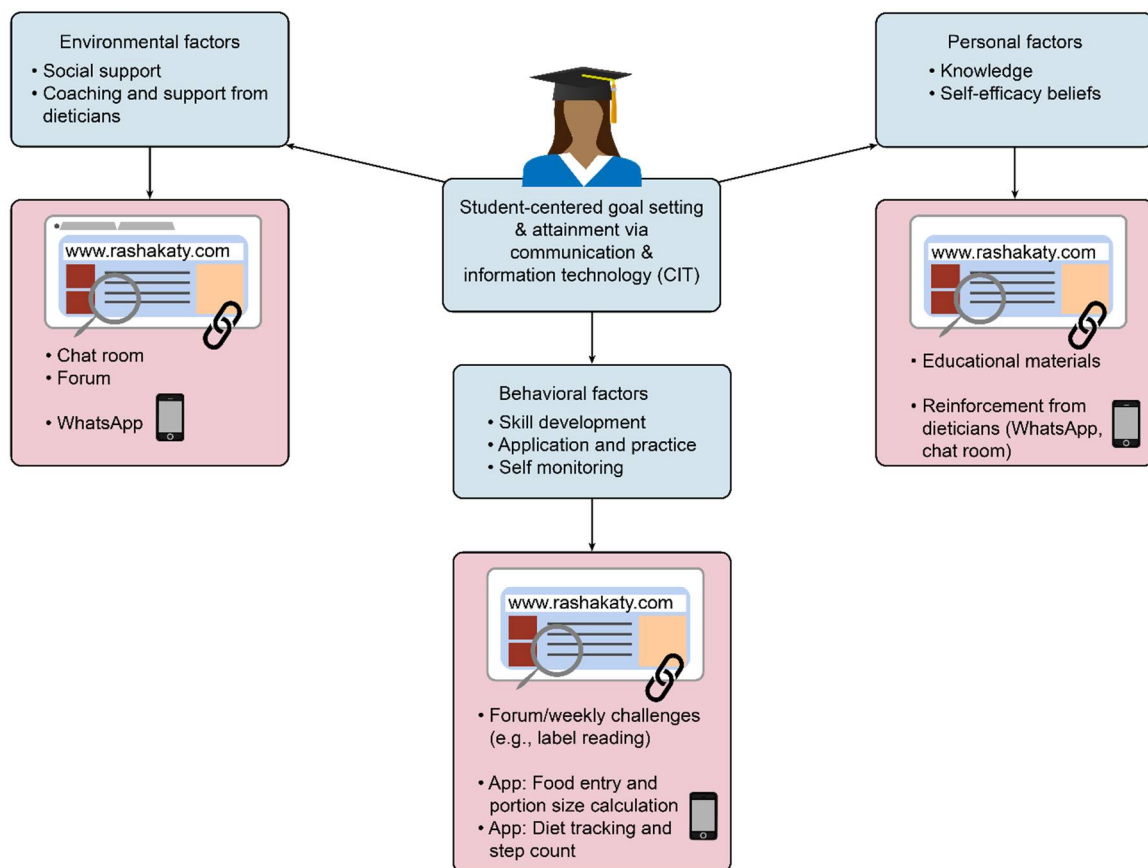 Environmental factors
• Social support
• Coaching and support from
dieticians
Personal factors
• Knowledge
• Self-efficacy beliefs
Student-centered goal setting
& attainment via
communication &
information technology (CIT)
www.rashakaty.com
• Chat room
• Forum
• WhatsApp
Behavioral factors
• Skill development
• Application and practice
• Self monitoring
www.rashakaty.com
• Educational materials
• Reinforcement from
dieticians (WhatsApp,
chat room)
www.rashakaty.com
• Forum/weekly challenges
(e.g., label reading)
• App: Food entry and
portion size calculation
• App: Diet tracking and
step count